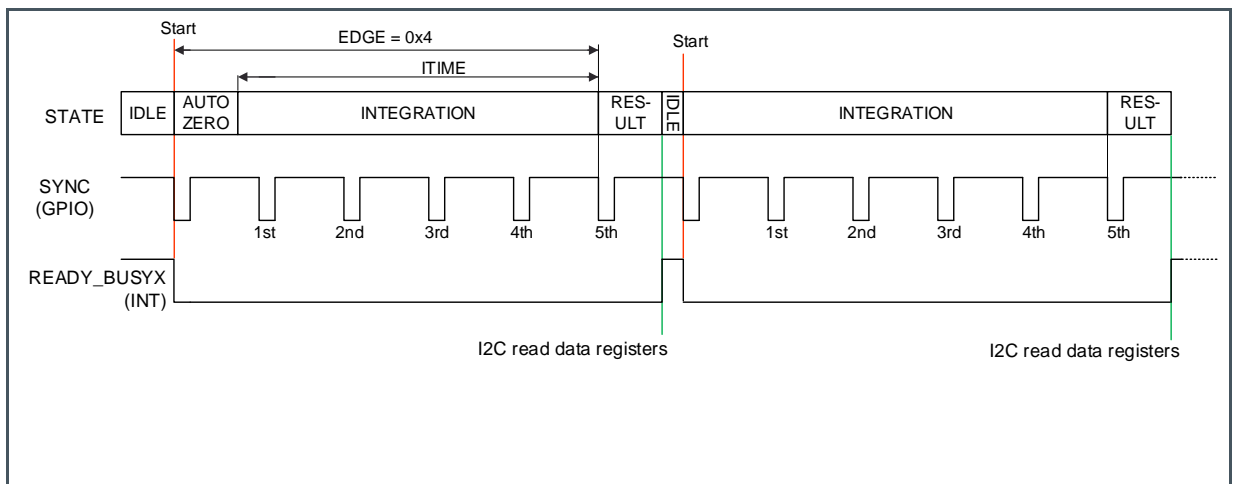 Start
EDGE = 0x4
Start
ITIME
STATE
IDLE
AUTO
ZERO
INTEGRATION
RES-
ULT
IDLE
INTEGRATION
RES-
ULT
SYNC
(GPIO)
1st 2nd 3rd 4th 5th 1st 2nd 3rd 4th 5th
READY_BUSYX
(INT)
I2C read data registers
I2C read data registers